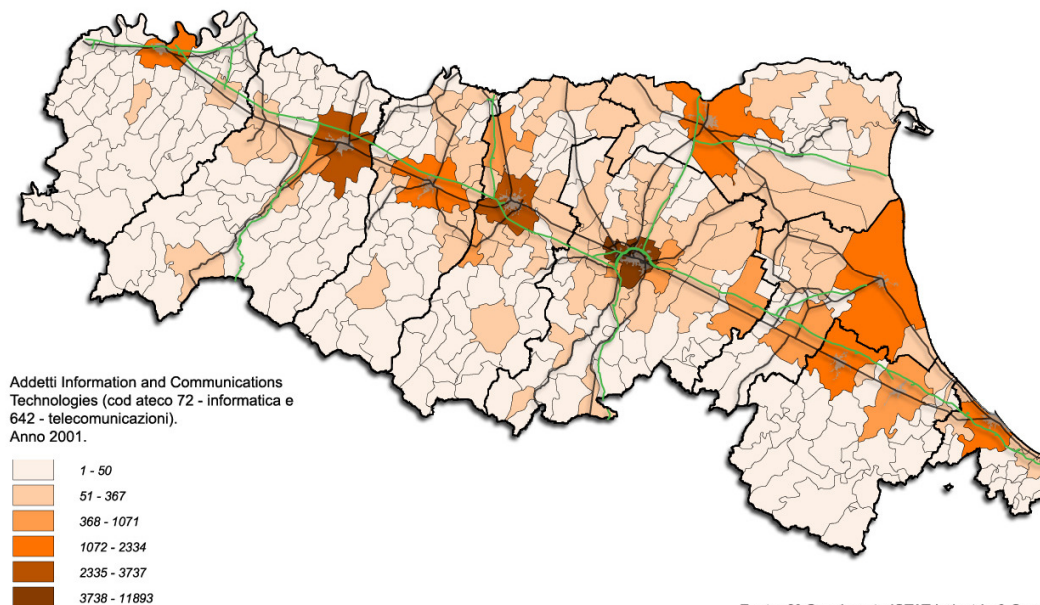 Addetti Information and Communications
Technologies (cod ateco 72 - informatica e
642 - telecomunicazioni).
Anno 2001.
1 - 50
51 - 367
368 - 1071
1072 - 2334
2335 - 3737
3738 - 11893